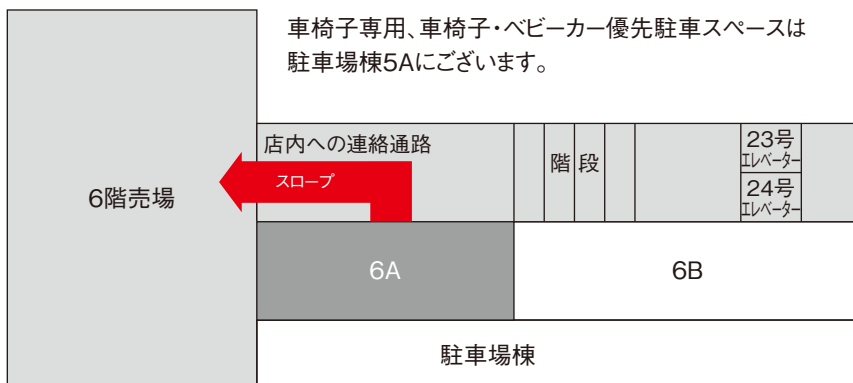 車椅子専用、車椅子・ベビーカー優先駐車スペースは
駐車場棟5Aにございます。
店内への連絡通路
スロープ
階段
23号
エレベーター
24号
エレベーター
6階売場
6A
6B
駐車場棟